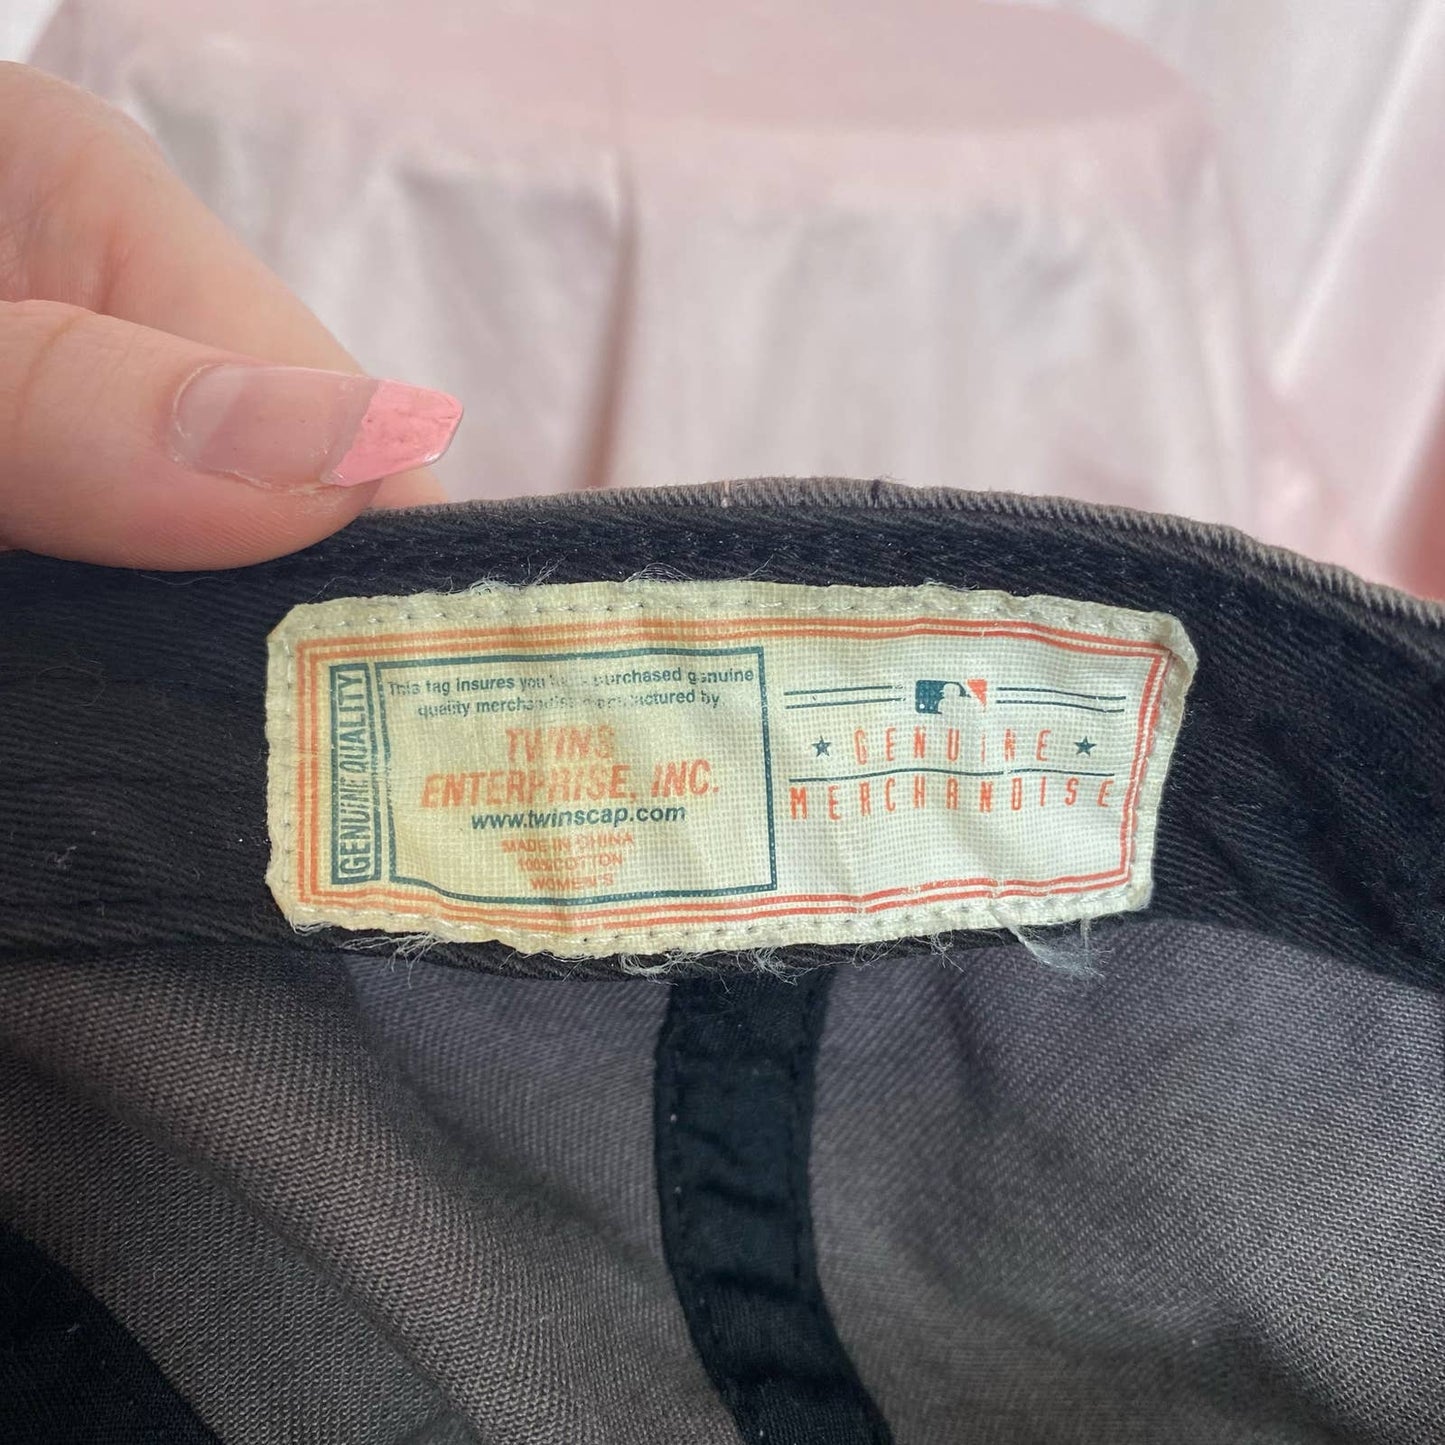 GENUINE QUALITY
This tag insures you purchased genuine
quality merchandise manufactured by
TWINS
ENTERPRISE, INC.
www.twinscap.com
MADE IN CHINA
100% COTTON
WOMEN'S
GENUINE
MERCHANDISE